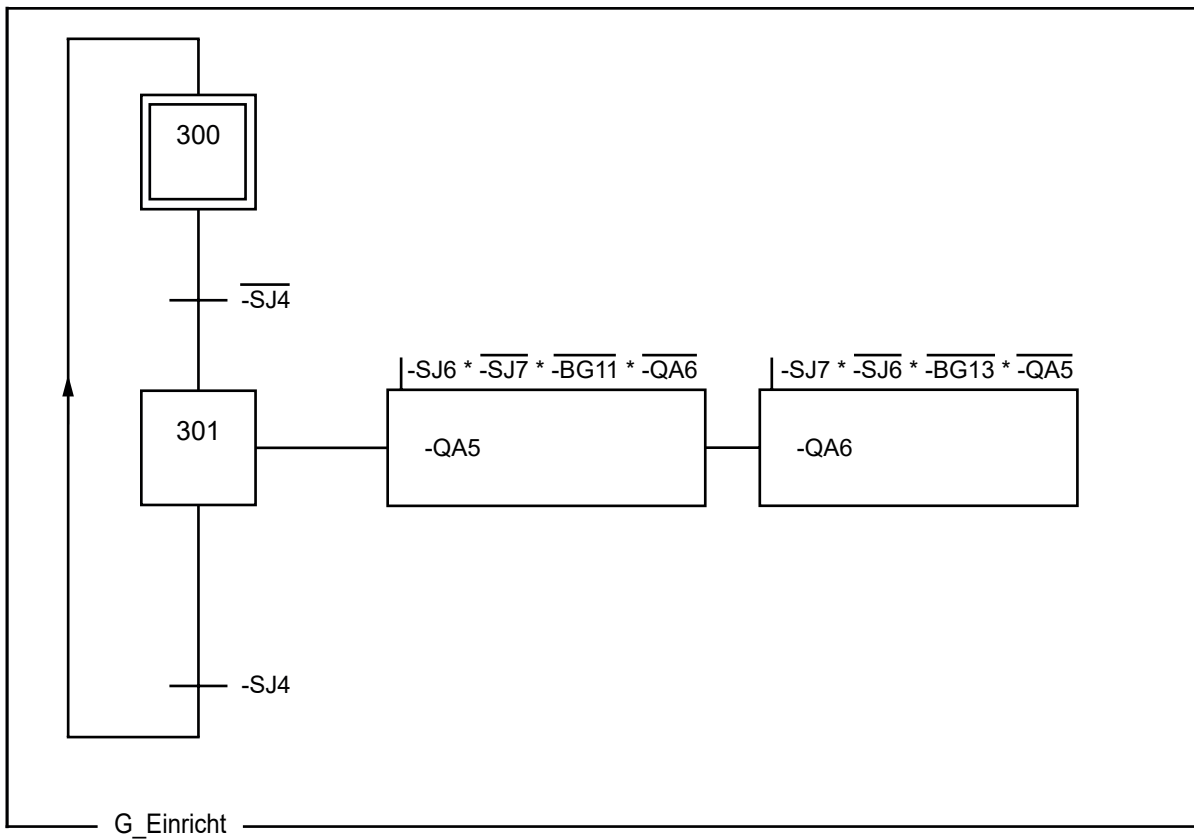 300
-SJ4
-SJ6 * -SJ7 * -BG11 * -QA6
-SJ7 * -SJ6 * -BG13 * -QA5
301
-QA5
-QA6
-SJ4
G_Einricht